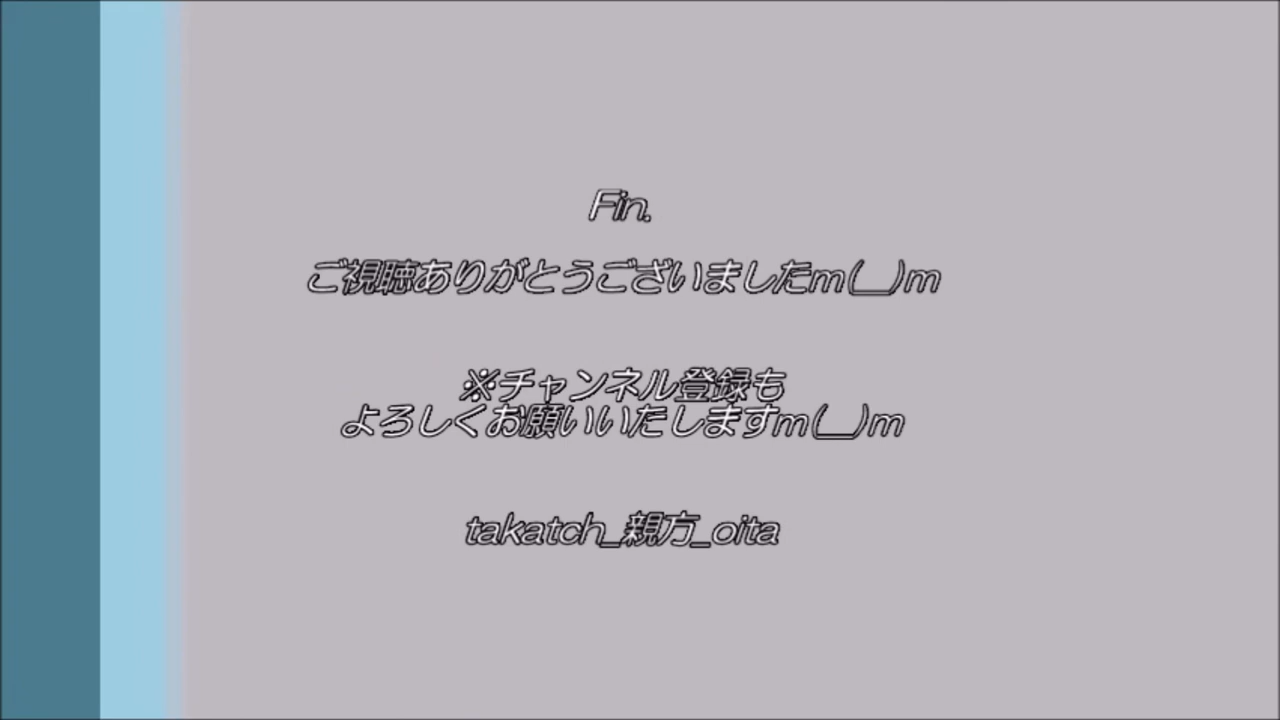 Fin.
ご視聴ありがとうございましたm(__)m
※チャンネル登録も
よろしくお願いいたしますm(__)m
takatch_親方_oita